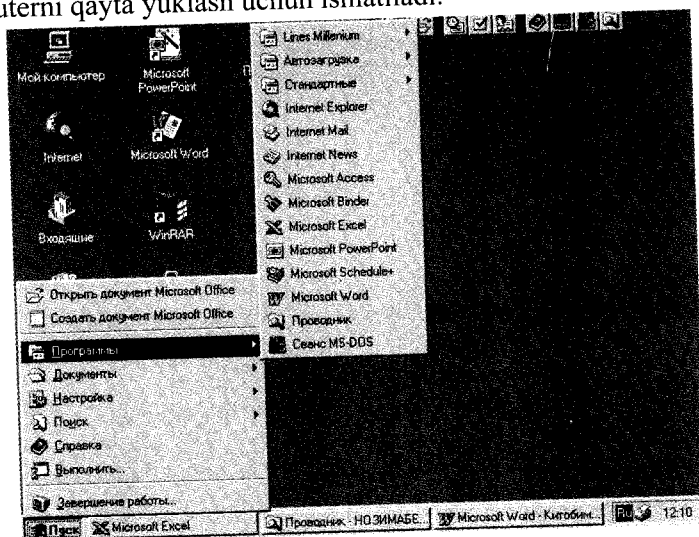 uterni qayta yuklash uchun ishlatiladi.
Мой компьютер
Microsoft PowerPoint
Internet
Microsoft Word
Входящие
WinRAR
Lines Millenium
Автозагрузка
Стандартные
Internet Explorer
Internet Mail
Internet News
Microsoft Access
Microsoft Binder
Microsoft Excel
Microsoft PowerPoint
Microsoft Schedule+
Microsoft Word
Проводник
Сеанс MS-DOS
Открыть документ Microsoft Office
Создать документ Microsoft Office
Программы
Документы
Настройка
Поиск
Справка
Выполнить...
Завершение работы...
Пуск
Microsoft Excel
Проводник - НОЗИМАБЕ...
Microsoft Word - Китобим...
Ru
12:10